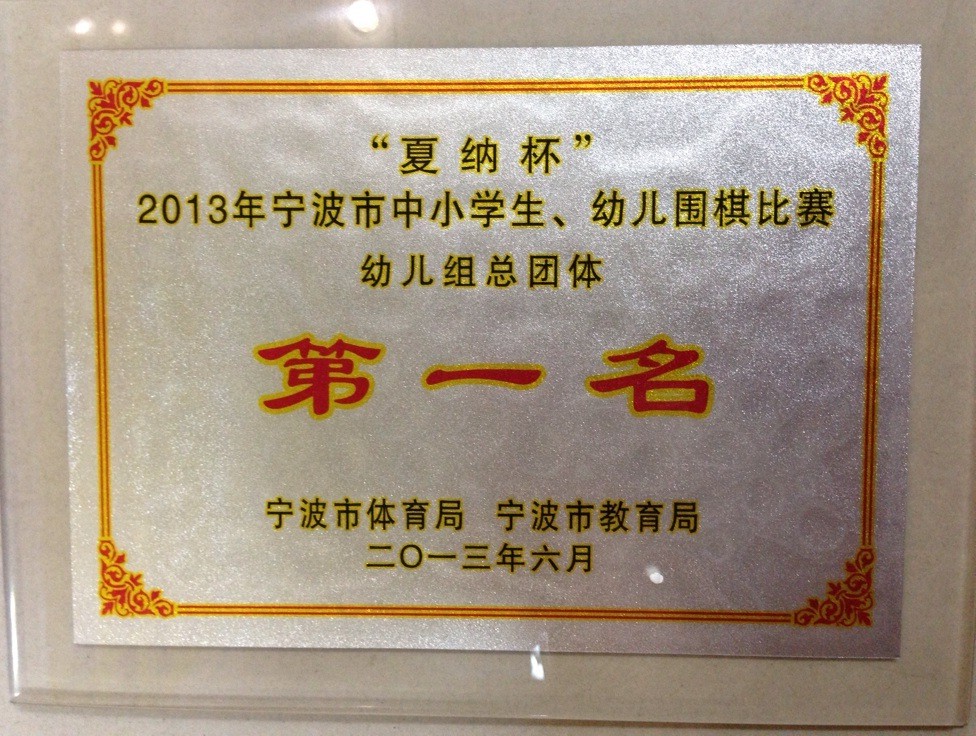 “夏纳杯”
2013年宁波市中小学生、幼儿围棋比赛
幼儿组总团体
第一名
宁波市体育局 宁波市教育局
二〇一三年六月